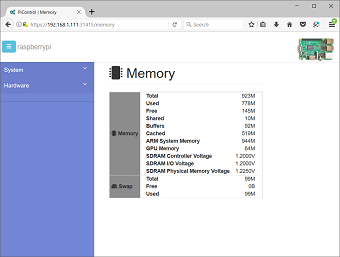 PiControl | Memory
https://192.168.1.111:31415/memory
Search
raspberrypi
System
Hardware
Memory
Memory
Total 923M
Used 778M
Free 145M
Shared 10M
Buffers 92M
Cached 519M
ARM System Memory 944M
GPU Memory 64M
SDRAM Controller Voltage 1.2000V
SDRAM I/O Voltage 1.2000V
SDRAM Physical Memory Voltage 1.2250V
Swap
Total 99M
Free 0B
Used 99M